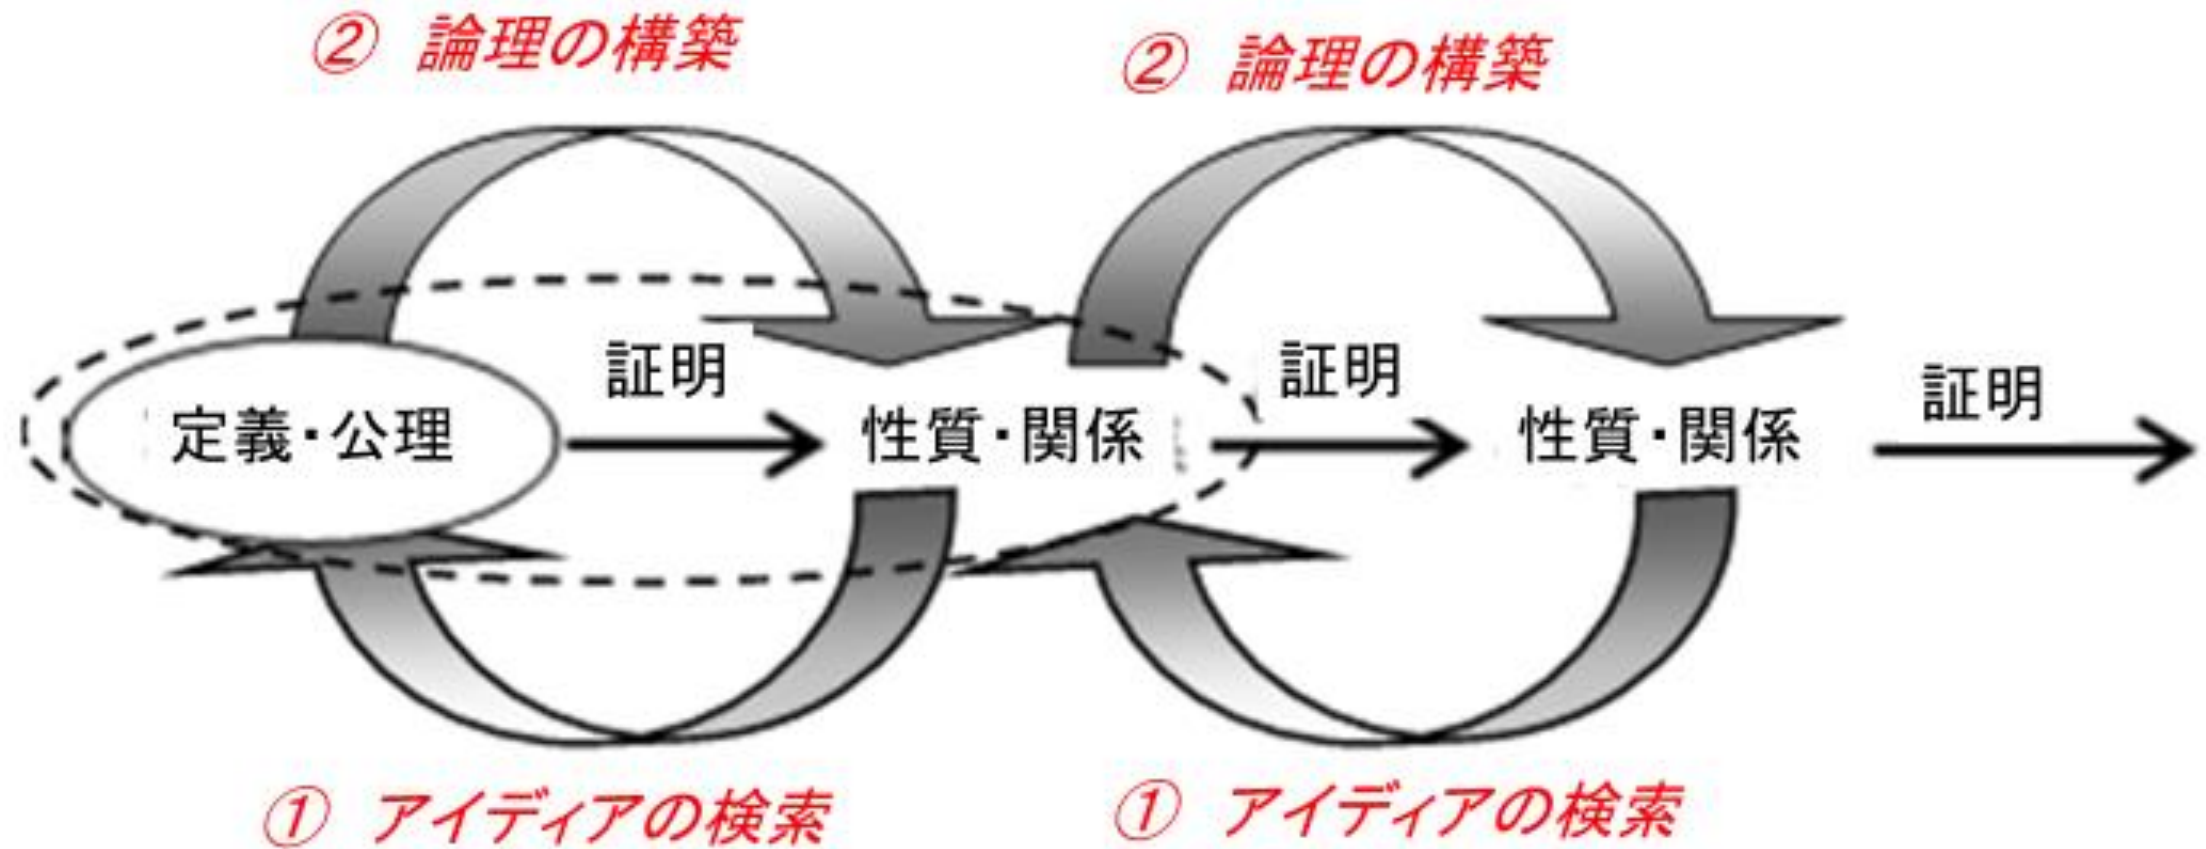 ② 論理の構築
② 論理の構築
証明
証明
証明
定義・公理
性質・関係
性質・関係
① アイディアの検索
① アイディアの検索